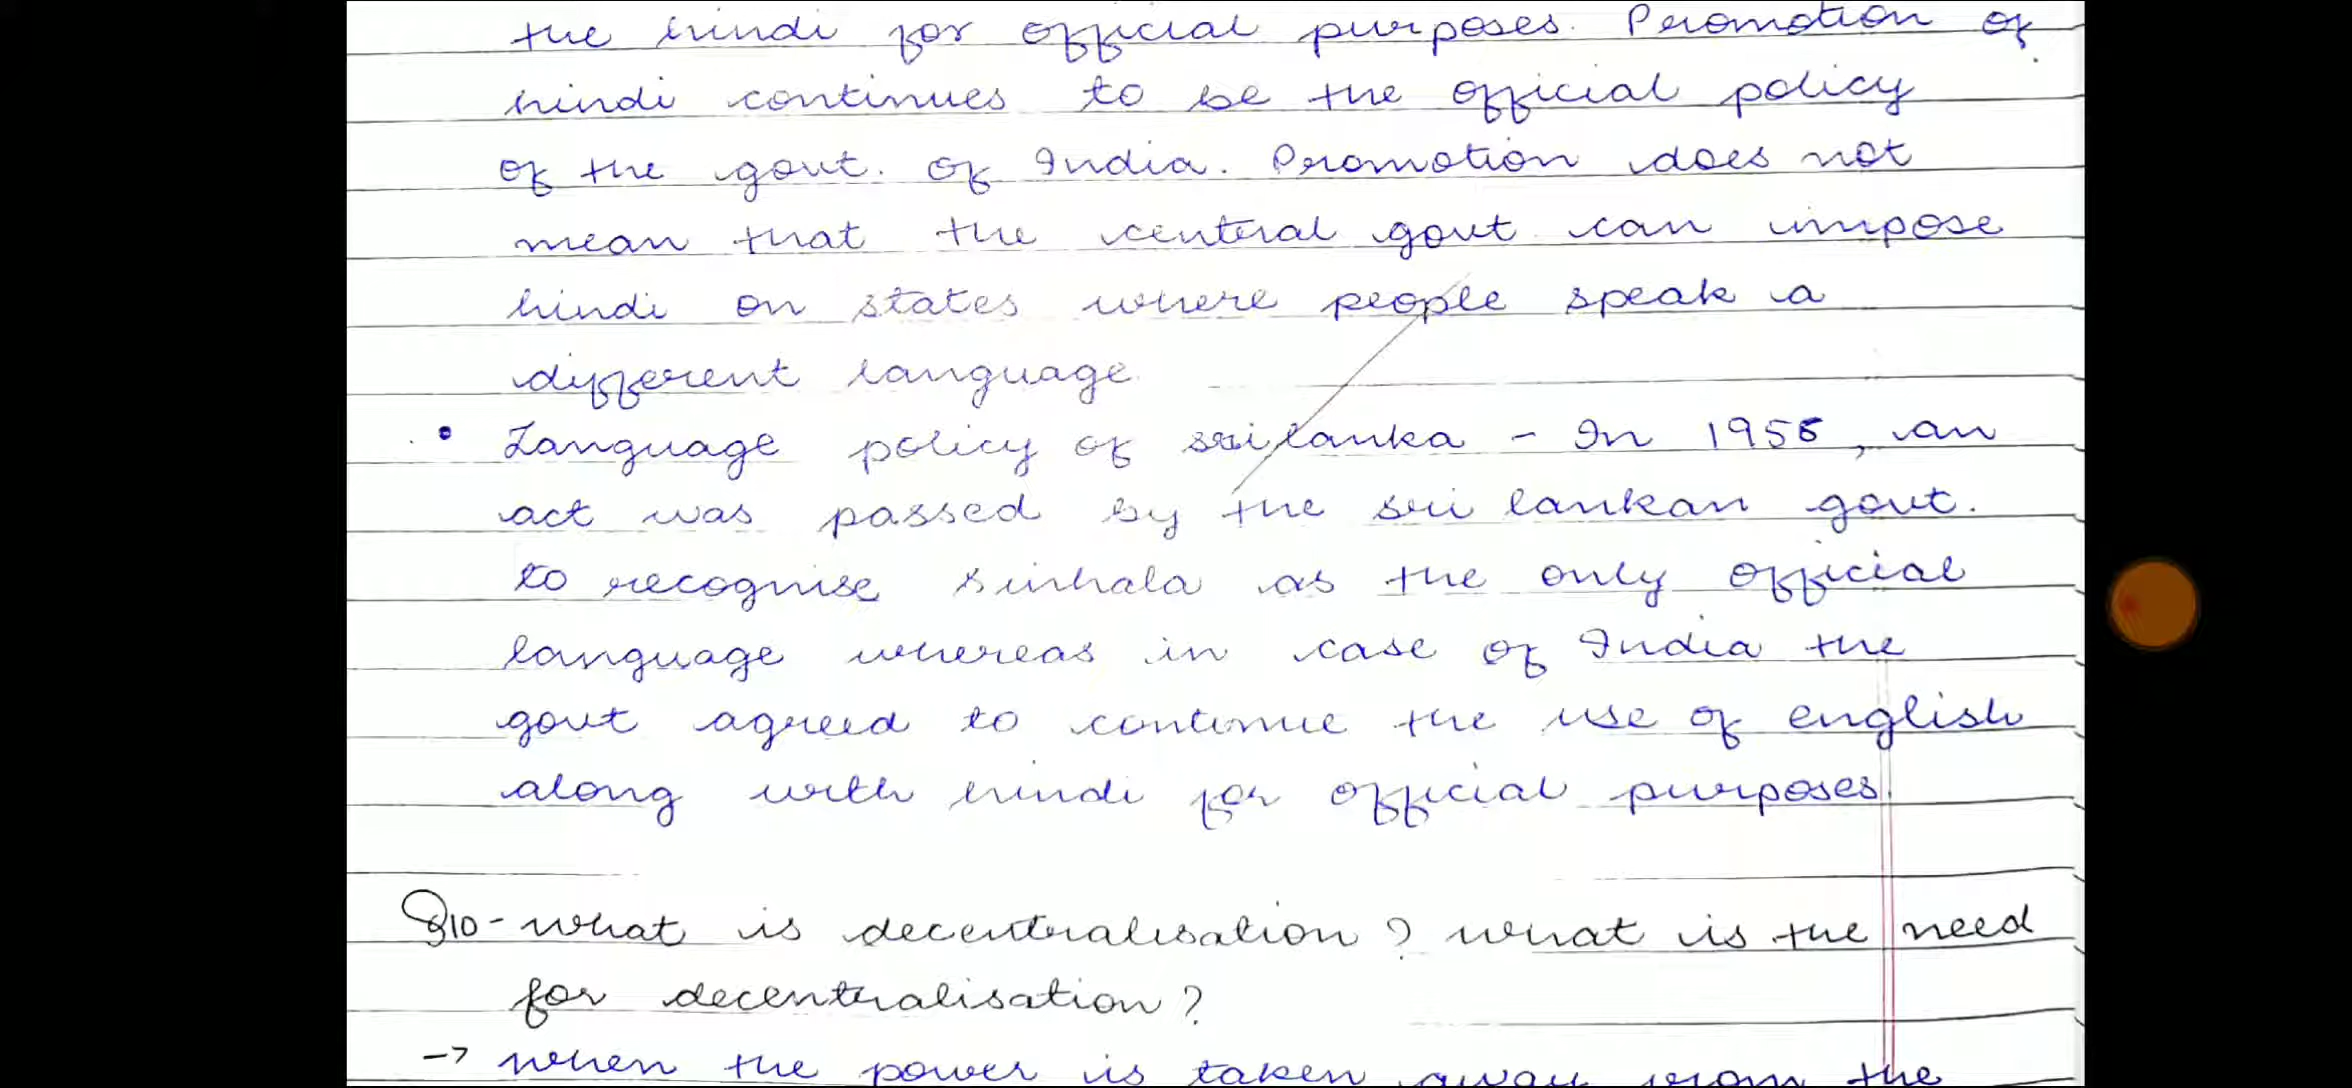 the hindi for official purposes. Promotion of
hindi continues to be the official policy
of the govt. of India. Promotion does not
mean that the central govt can impose
hindi on states where people speak a
different language
• Language policy of srilanka - In 1956, an
act was passed by the sri lankan govt.
to recognise sinhala as the only official
language whereas in case of India the
govt agreed to continue the use of english
along with hindi for official purposes.
Q10- what is decentralisation? what is the need
for decentralisation?
→ when the power is taken away from the